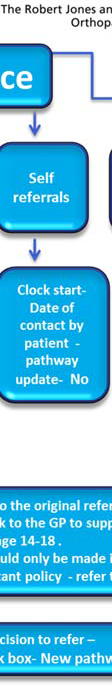 The Robert Jones an
Orthop
ce
Self
referrals
Clock start-
Date of
contact by
patient -
pathway
update- No
o the original refer
k to the GP to supp
ge 14-18 .
uld only be made i
tant policy - refer t
cision to refer –
k box- New pathw